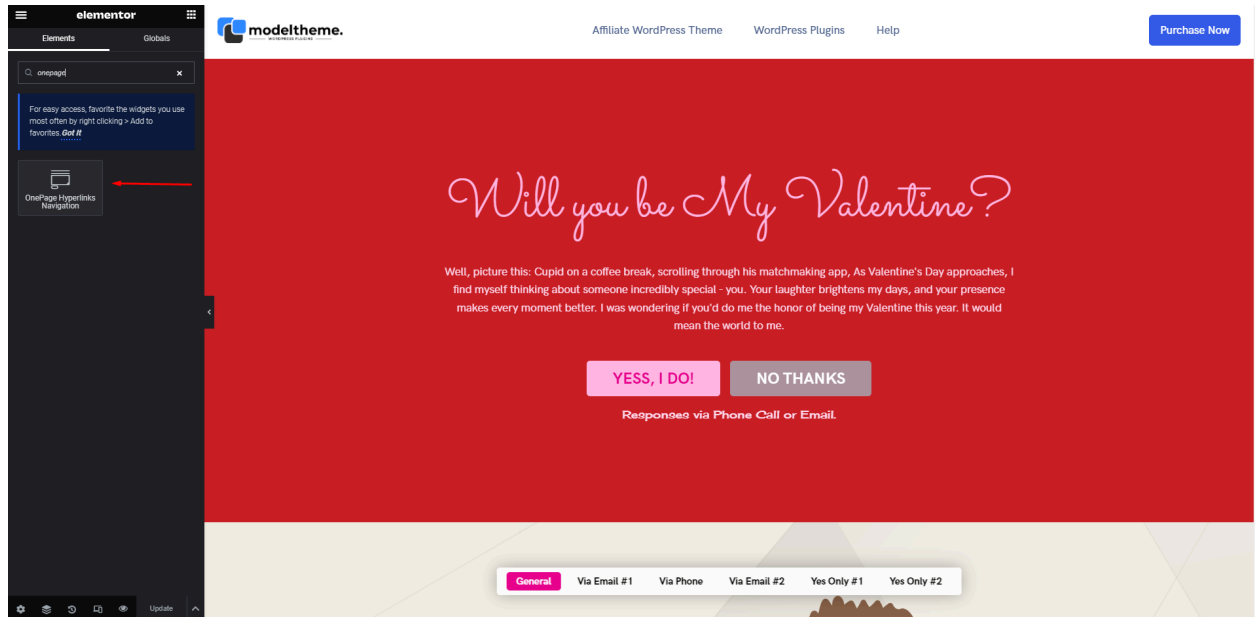 elementor
Elements Globals
onepage
For easy access, favorite the widgets you use
most often by right clicking > Add to
favorites. Got It
OnePage Hyperlinks
Navigation
Update
modeltheme.
WORDPRESS PLUGINS
Affiliate WordPress Theme WordPress Plugins Help
Purchase Now
Will you be My Valentine?
Well, picture this: Cupid on a coffee break, scrolling through his matchmaking app, As Valentine's Day approaches, I
find myself thinking about someone incredibly special - you. Your laughter brightens my days, and your presence
makes every moment better. I was wondering if you'd do me the honor of being my Valentine this year. It would
mean the world to me.
YESS, I DO! NO THANKS
Responses via Phone Call or Email.
General Via Email #1 Via Phone Via Email #2 Yes Only #1 Yes Only #2